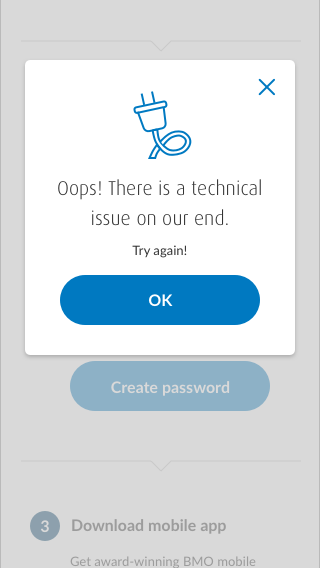 Oops! There is a technical
issue on our end.
Try again!
OK
Create password
3 Download mobile app
Get award-winning BMO mobile